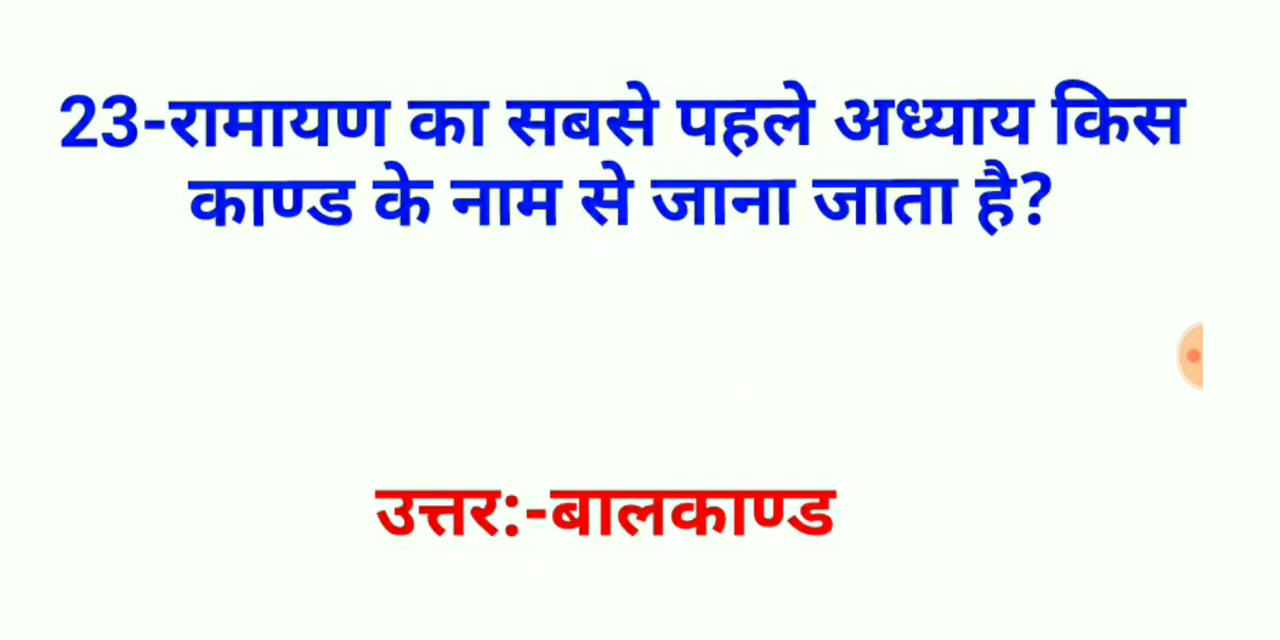 23-रामायण का सबसे पहले अध्याय किस
काण्ड के नाम से जाना जाता है?
उत्तर:-बालकाण्ड